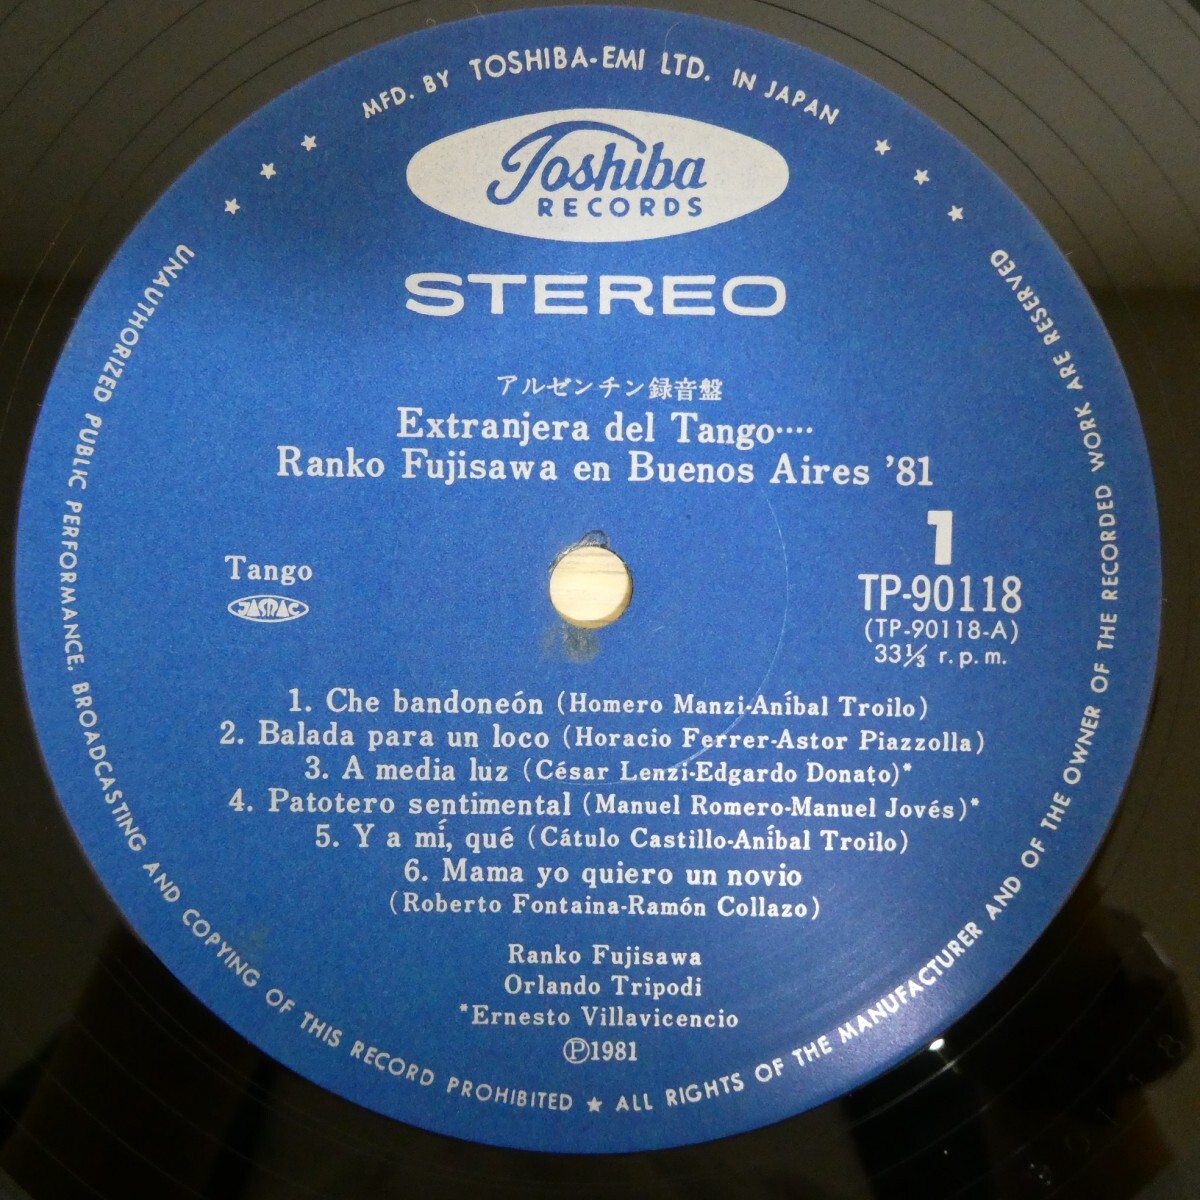 MFD. BY TOSHIBA-EMI LTD. IN JAPAN
Toshiba
RECORDS
STEREO
アルゼンチン録音盤
Extranjera del Tango····
Ranko Fujisawa en Buenos Aires ’81
1
Tango
JASRAC
TP-90118
(TP-90118-A)
33⅓ r.p.m.
1. Che bandoneón (Homero Manzi-Aníbal Troilo)
2. Balada para un loco (Horacio Ferrer-Astor Piazzolla)
3. A media luz (César Lenzi-Edgardo Donato)*
4. Patotero sentimental (Manuel Romero-Manuel Jovés)*
5. Y a mí, qué (Cátulo Castillo-Aníbal Troilo)
6. Mama yo quiero un novio
(Roberto Fontaina-Ramón Collazo)
Ranko Fujisawa
Orlando Tripodi
*Ernesto Villavicencio
Ⓟ1981
UNAUTHORIZED PUBLIC PERFORMANCE, BROADCASTING AND COPYING OF THIS RECORD PROHIBITED ★ ALL RIGHTS OF THE MANUFACTURER AND OF THE OWNER OF THE RECORDED WORK ARE RESERVED